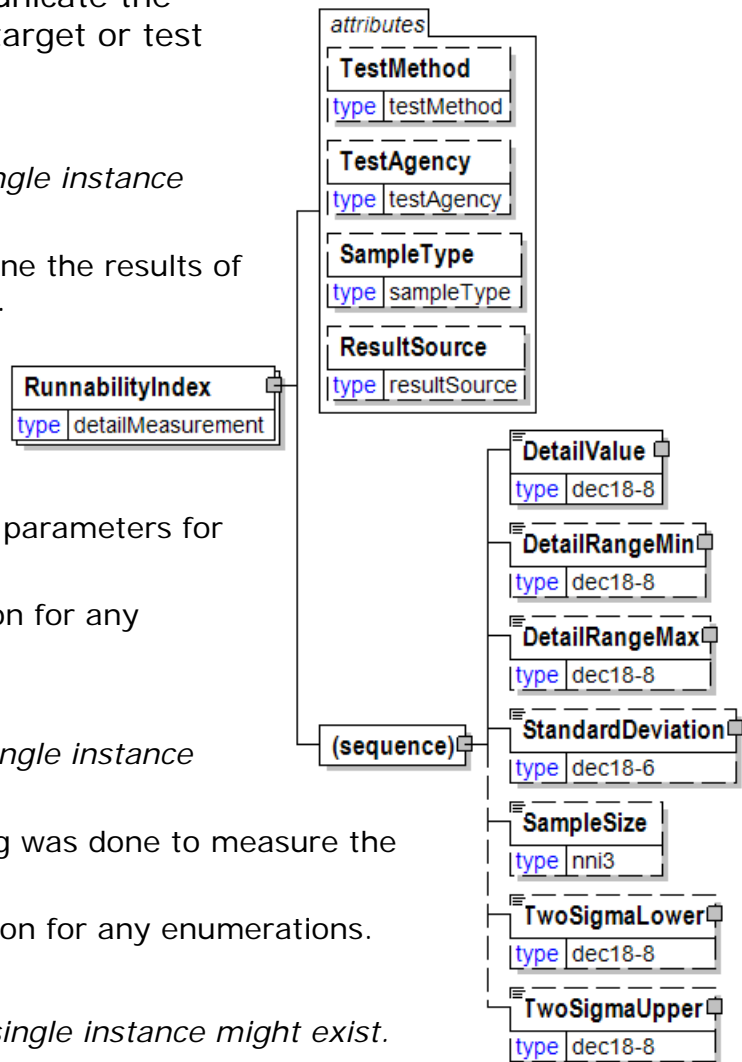 unicate the
target or test
ngle instance
ne the results of
.
parameters for
on for any
ngle instance
g was done to measure the
on for any enumerations.
single instance might exist.
RunnabilityIndex
type detailMeasurement
attributes
TestMethod
type testMethod
TestAgency
type testAgency
SampleType
type sampleType
ResultSource
type resultSource
(sequence)
DetailValue
type dec18-8
DetailRangeMin
type dec18-8
DetailRangeMax
type dec18-8
StandardDeviation
type dec18-6
SampleSize
type nni3
TwoSigmaLower
type dec18-8
TwoSigmaUpper
type dec18-8